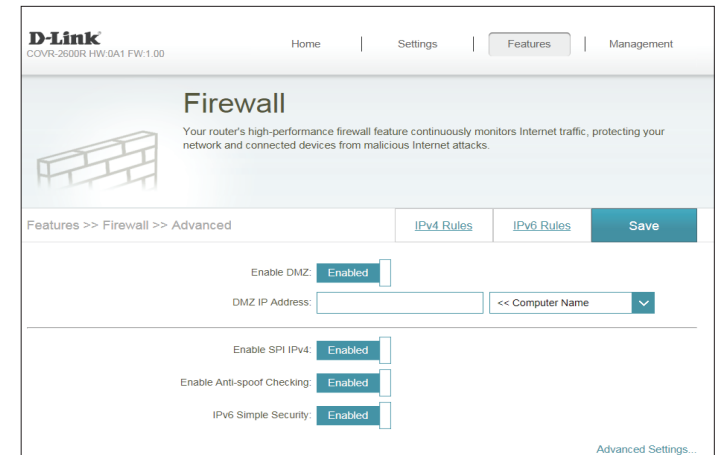 D-Link
COVR-2600R HW:0A1 FW:1.00
Home | Settings | Features | Management
Firewall
Your router's high-performance firewall feature continuously monitors Internet traffic, protecting your
network and connected devices from malicious Internet attacks.
Features >> Firewall >> Advanced IPv4 Rules IPv6 Rules Save
Enable DMZ: Enabled
DMZ IP Address: << Computer Name
Enable SPI IPv4: Enabled
Enable Anti-spoof Checking: Enabled
IPv6 Simple Security: Enabled
Advanced Settings...